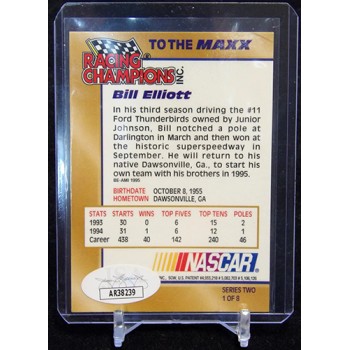 TO THE MAXX
RACING
CHAMPIONS
INC.
Bill Elliott
In his third season driving the #11
Ford Thunderbirds owned by Junior
Johnson, Bill notched a pole at
Darlington in March and then won at
the historic superspeedway in
September. He will return to his
native Dawsonville, Ga., to start his
own team with his brothers in 1995.
BIRTHDATE OCTOBER 8, 1955
HOMETOWN DAWSONVILLE, GA
STATS STARTS WINS TOP FIVES TOP TENS POLES
1993 30 0 6 15 2
1994 31 1 6 12 1
Career 438 40 142 240 46
NASCAR
SERIES TWO
1 OF 8
AR38239